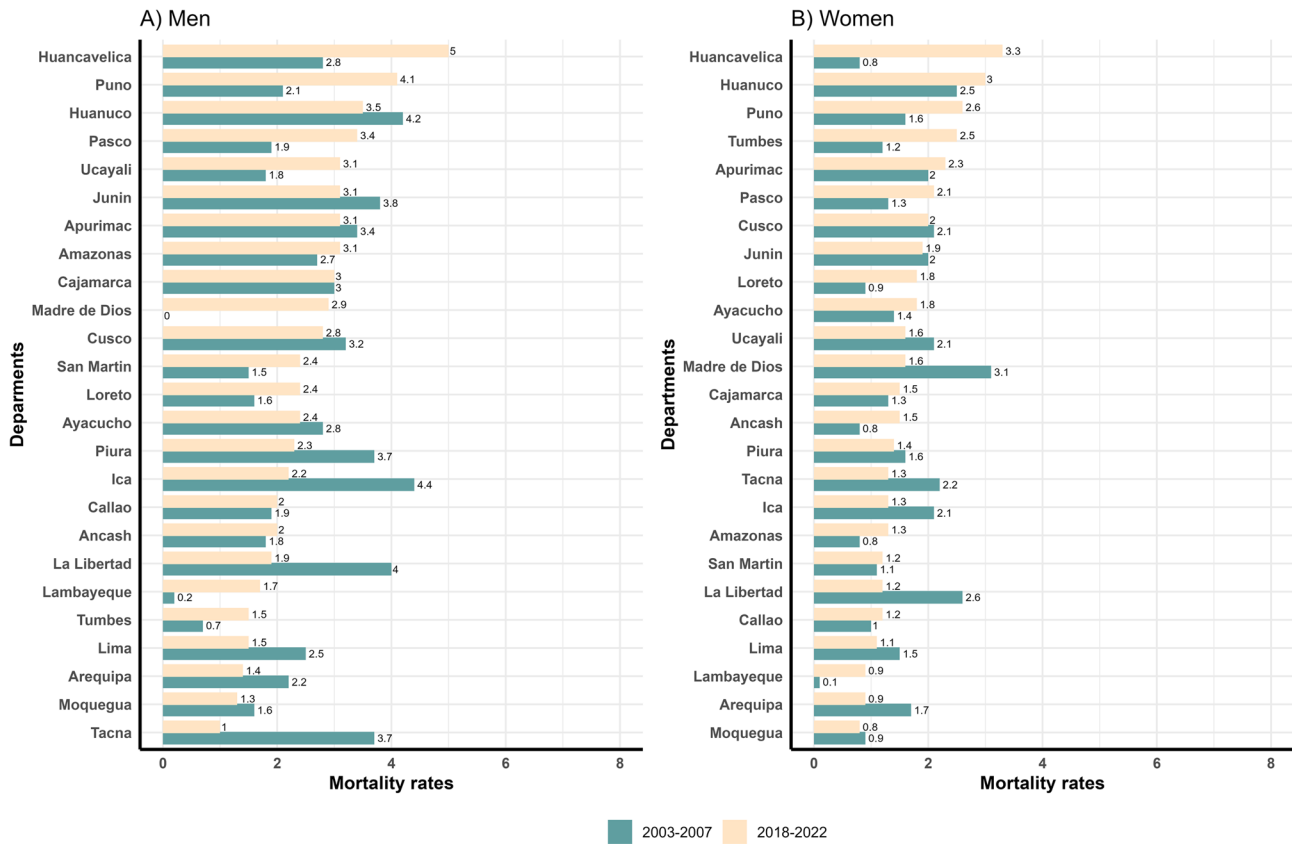 A) Men
Huancavelica 5 2.8
Puno 4.1 2.1
Huanuco 3.5 4.2
Pasco 3.4 1.9
Ucayali 3.1 1.8
Junin 3.1 3.8
Apurimac 3.1 3.4
Amazonas 3.1 2.7
Cajamarca 3 3
Madre de Dios 2.9 0
Cusco 2.8 3.2
San Martin 2.4 1.5
Loreto 2.4 1.6
Ayacucho 2.4 2.8
Piura 2.3 3.7
Ica 2.2 4.4
Callao 2 1.9
Ancash 2 1.8
La Libertad 1.9 4
Lambayeque 1.7 0.2
Tumbes 1.5 0.7
Lima 1.5 2.5
Arequipa 1.4 2.2
Moquegua 1.3 1.6
Tacna 1 3.7
Deparments
0 2 4 6 8
Mortality rates
B) Women
Huancavelica 3.3 0.8
Huanuco 3 2.5
Puno 2.6 1.6
Tumbes 2.5 1.2
Apurimac 2.3 2
Pasco 2.1 1.3
Cusco 2 2.1
Junin 1.9 2
Loreto 1.8 0.9
Ayacucho 1.8 1.4
Ucayali 1.6 2.1
Madre de Dios 1.6 3.1
Cajamarca 1.5 1.3
Ancash 1.5 0.8
Piura 1.4 1.6
Tacna 1.3 2.2
Ica 1.3 2.1
Amazonas 1.3 0.8
San Martin 1.2 1.1
La Libertad 1.2 2.6
Callao 1.2 1
Lima 1.1 1.5
Lambayeque 0.9 0.1
Arequipa 0.9 1.7
Moquegua 0.8 0.9
Departments
0 2 4 6 8
Mortality rates
2003-2007 2018-2022